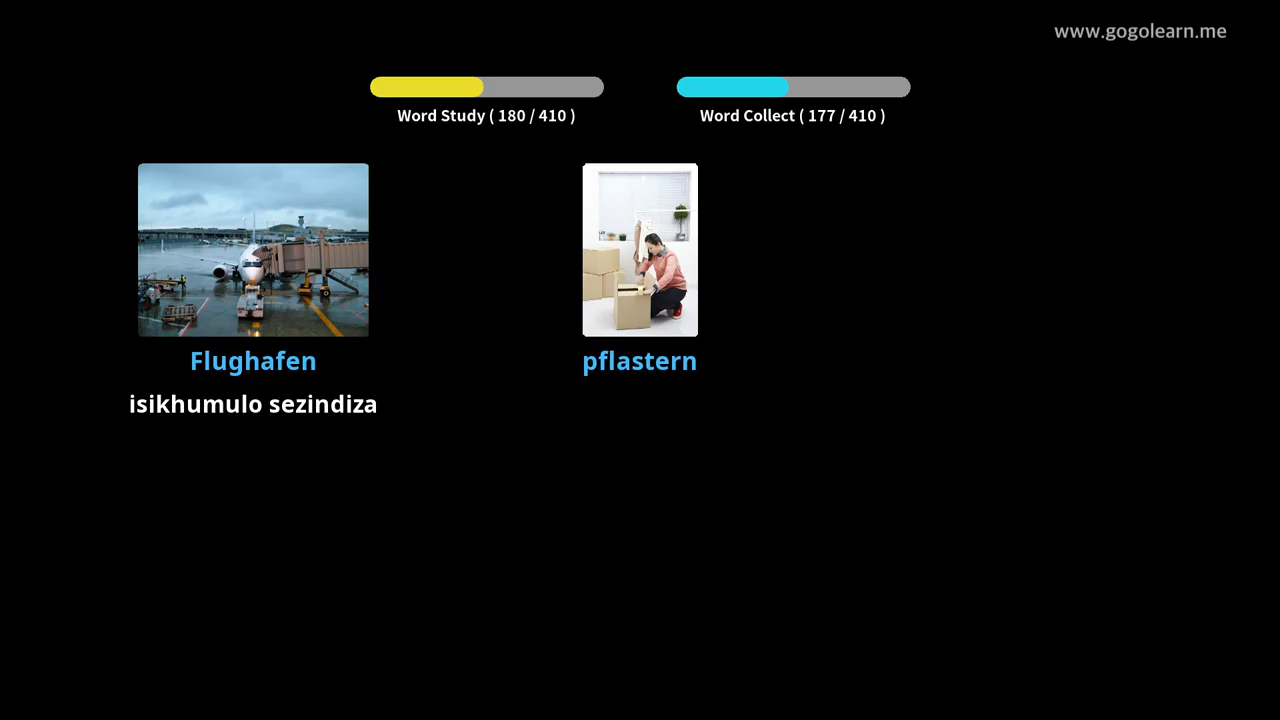 www.gogolearn.me
Word Study ( 180 / 410 )
Word Collect ( 177 / 410 )
Flughafen
isikhumulo sezindiza
pflastern